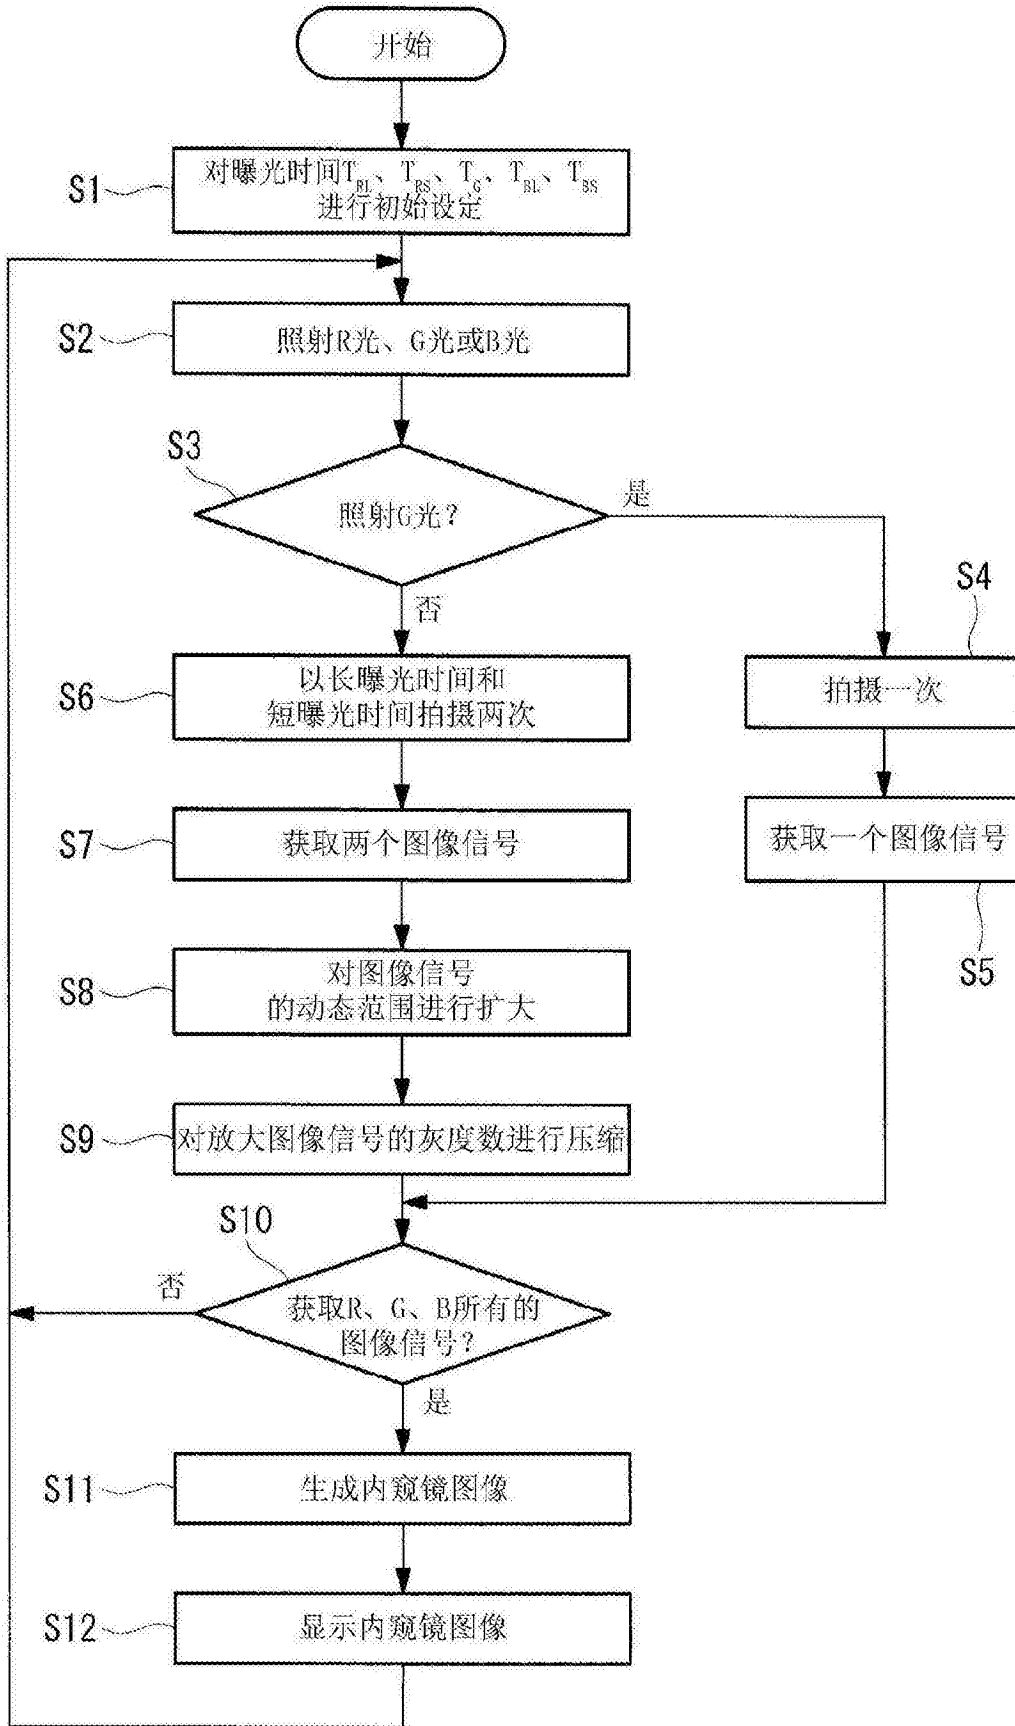 开始
S1
对曝光时间T_RL、T_RS、T_G、T_BL、T_BS
进行初始设定
S2
照射R光、G光或B光
S3
照射G光？
是
否
S4
拍摄一次
S6
以长曝光时间和
短曝光时间拍摄两次
S7
获取两个图像信号
获取一个图像信号
S5
S8
对图像信号
的动态范围进行扩大
S9
对放大图像信号的灰度数进行压缩
S10
否
获取R、G、B所有的
图像信号？
是
S11
生成内窥镜图像
S12
显示内窥镜图像